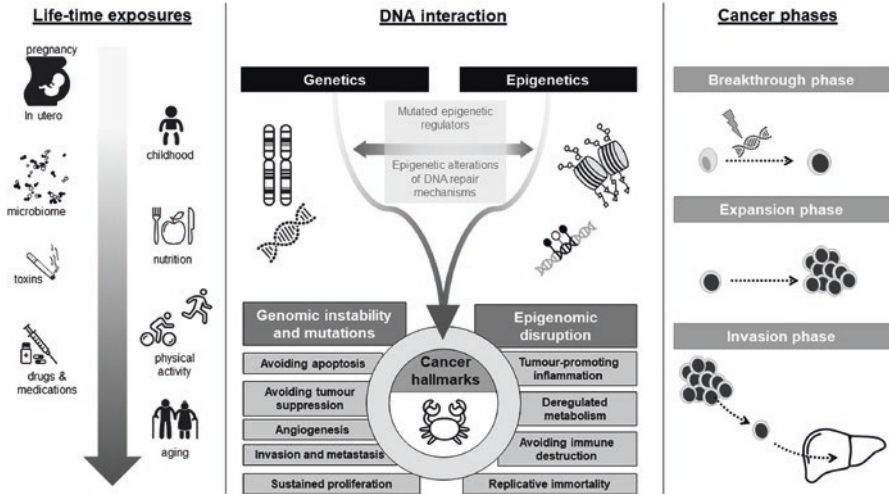 Life-time exposures
pregnancy
In utero
childhood
microbiome
nutrition
toxins
physical
activity
drugs &
medications
aging
DNA interaction
Genetics
Epigenetics
Mutated epigenetic
regulators
Epigenetic alterations
of DNA repair
mechanisms
Genomic instability
and mutations
Epigenomic
disruption
Cancer
hallmarks
Avoiding apoptosis
Avoiding tumour
suppression
Angiogenesis
Invasion and metastasis
Sustained proliferation
Tumour-promoting
inflammation
Deregulated
metabolism
Avoiding immune
destruction
Replicative immortality
Cancer phases
Breakthrough phase
Expansion phase
Invasion phase